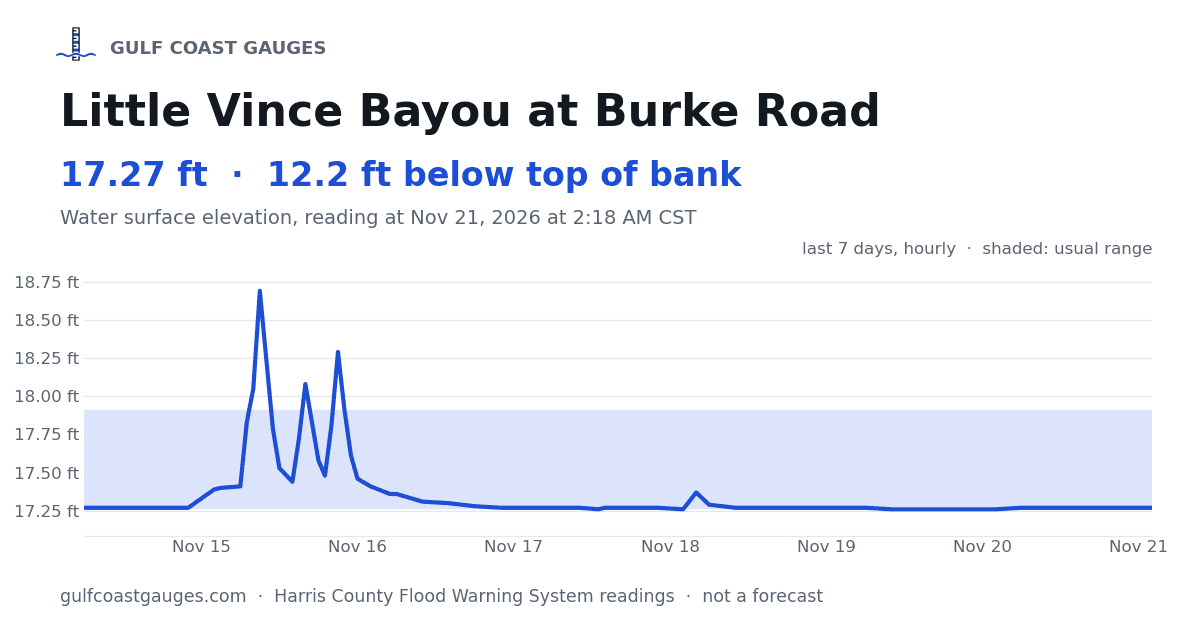 GULF COAST GAUGES
Little Vince Bayou at Burke Road
17.27 ft · 12.2 ft below top of bank
Water surface elevation, reading at Nov 21, 2026 at 2:18 AM CST
last 7 days, hourly · shaded: usual range
18.75 ft
18.50 ft
18.25 ft
18.00 ft
17.75 ft
17.50 ft
17.25 ft
Nov 15 Nov 16 Nov 17 Nov 18 Nov 19 Nov 20 Nov 21
gulfcoastgauges.com · Harris County Flood Warning System readings · not a forecast